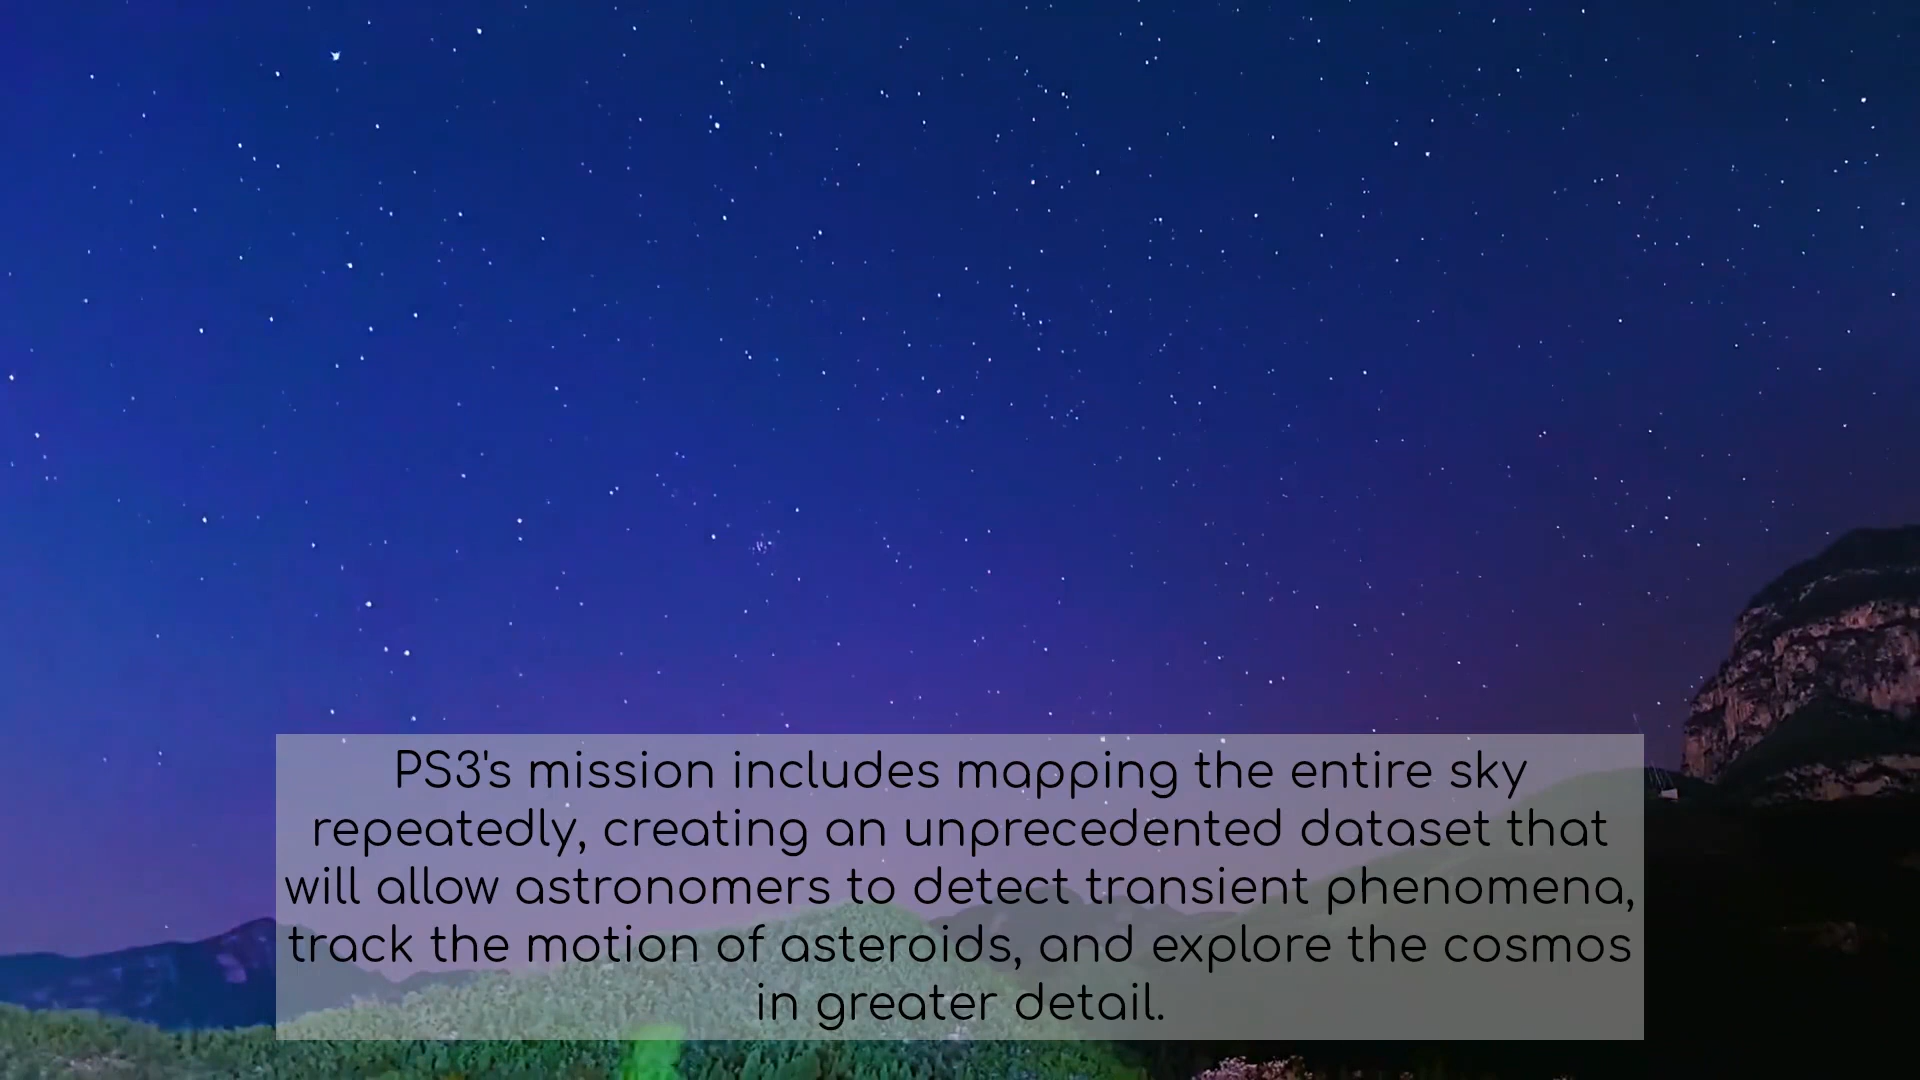 PS3's mission includes mapping the entire sky
repeatedly, creating an unprecedented dataset that
will allow astronomers to detect transient phenomena,
track the motion of asteroids, and explore the cosmos
in greater detail.